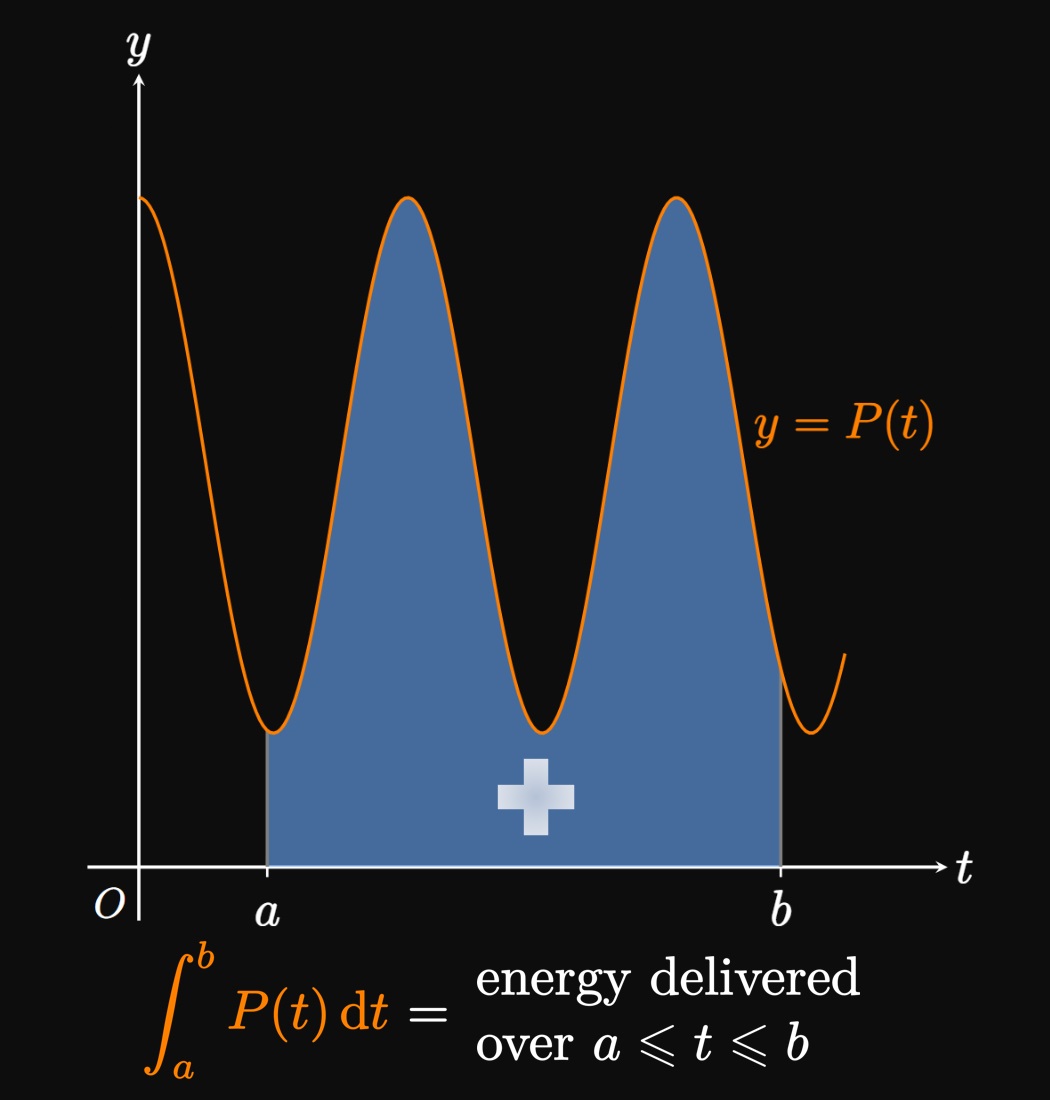 y
y = P(t)
t
O
a
b
∫_a^b P(t) dt = energy delivered
over a ⩽ t ⩽ b